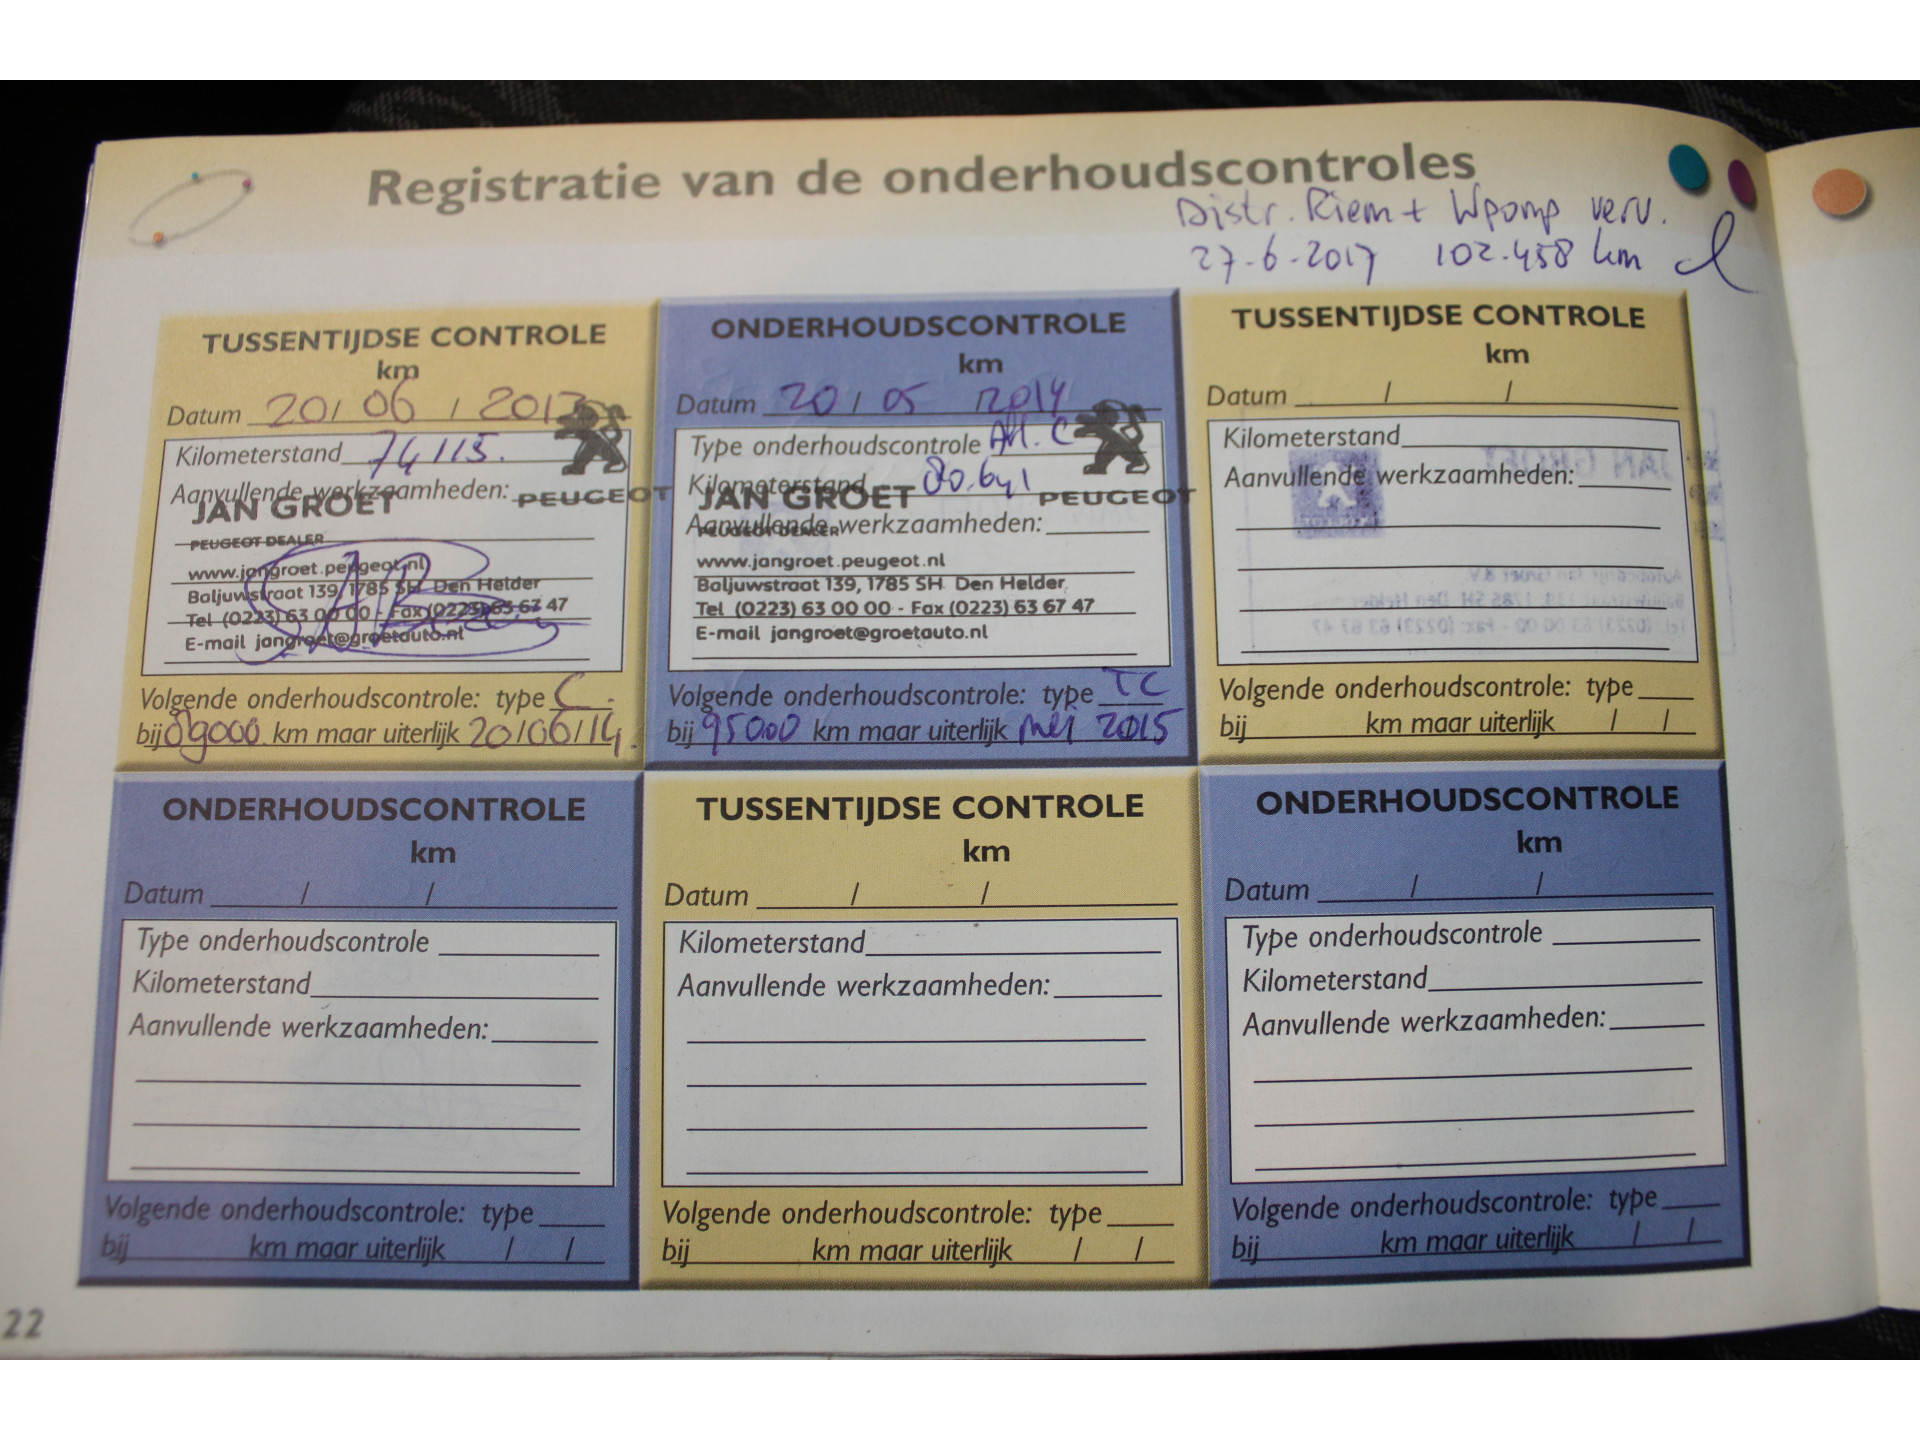 Registratie van de onderhoudscontroles
Distr. Riem + Wpomp verv.
27-6-2017 102.458 km
TUSSENTIJDSE CONTROLE
km
Datum 20/ 06 / 2013
Kilometerstand 74115.
Aanvullende werkzaamheden:
PEUGEOT
JAN GROET
PEUGEOT DEALER
www.jangroet.peugeot.nl
Baljuwstraat 139, 1785 SH Den Helder
Tel (0223) 63 00 00 - Fax (0223) 63 67 47
E-mail jangroet@groetauto.nl
Volgende onderhoudscontrole: type C.
bij 89000. km maar uiterlijk 20/06/14.
ONDERHOUDSCONTROLE
km
Datum 20 / 05 / 2014
Type onderhoudscontrole Afl. C
Kilometerstand 80.641
JAN GROET PEUGEOT
Aanvullende werkzaamheden:
PEUGEOT DEALER
www.jangroet.peugeot.nl
Baljuwstraat 139, 1785 SH Den Helder
Tel (0223) 63 00 00 - Fax (0223) 63 67 47
E-mail jangroet@groetauto.nl
Volgende onderhoudscontrole: type TC
bij 95000 km maar uiterlijk mei 2015
TUSSENTIJDSE CONTROLE
km
Datum / /
Kilometerstand
Aanvullende werkzaamheden:
Volgende onderhoudscontrole: type
bij km maar uiterlijk / /
ONDERHOUDSCONTROLE
km
Datum / /
Type onderhoudscontrole
Kilometerstand
Aanvullende werkzaamheden:
Volgende onderhoudscontrole: type
bij km maar uiterlijk / /
TUSSENTIJDSE CONTROLE
km
Datum / /
Kilometerstand
Aanvullende werkzaamheden:
Volgende onderhoudscontrole: type
bij km maar uiterlijk / /
ONDERHOUDSCONTROLE
km
Datum / /
Type onderhoudscontrole
Kilometerstand
Aanvullende werkzaamheden:
Volgende onderhoudscontrole: type
bij km maar uiterlijk / /
22